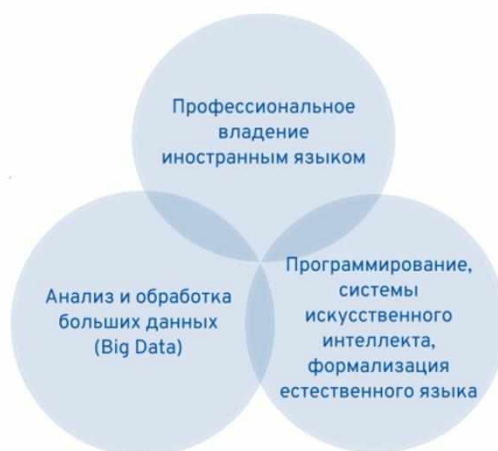 Профессиональное
владение
иностранным языком
Анализ и обработка
больших данных
(Big Data)
Программирование,
системы
искусственного
интеллекта,
формализация
естественного языка